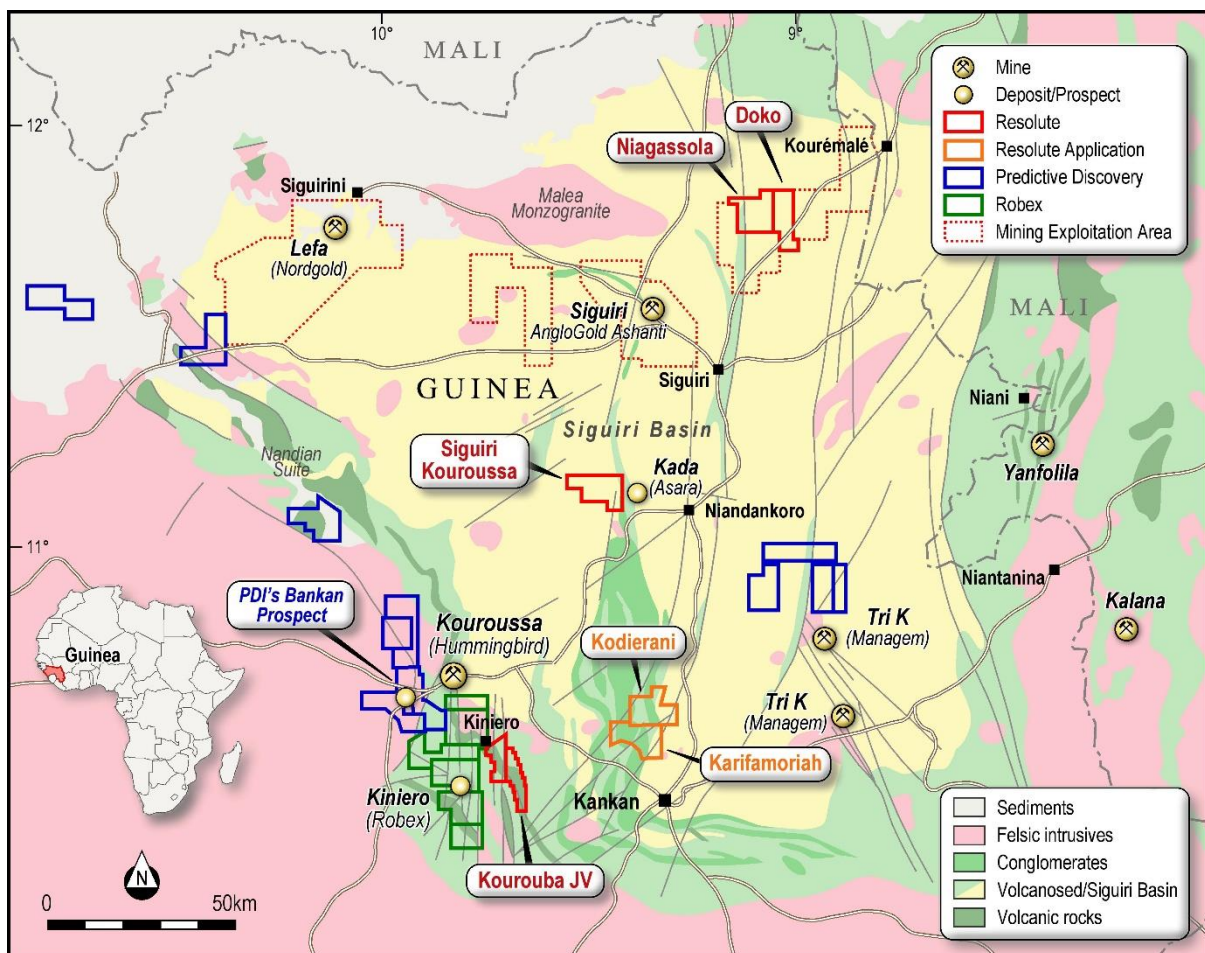 10°
9°
MALI
12°
Mine
Deposit/Prospect
Resolute
Resolute Application
Predictive Discovery
Robex
Mining Exploitation Area
Doko
Niagassola
Kourémalé
Siguirini
Malea
Monzogranite
Lefa
(Nordgold)
Siguiri
AngloGold Ashanti
MALI
Siguiri
GUINEA
Niani
Siguiri Basin
Yanfolila
Nandian
Suite
Siguiri
Kouroussa
Kada
(Asara)
Niandankoro
11°
Niantanina
PDI's Bankan
Prospect
Kouroussa
(Hummingbird)
Kodierani
Tri K
(Managem)
Kalana
Guinea
Kiniero
Tri K
(Managem)
Karifamoriah
Kiniero
(Robex)
Kankan
Kourouba JV
N
0
50km
Sediments
Felsic intrusives
Conglomerates
Volcanosed/Siguiri Basin
Volcanic rocks